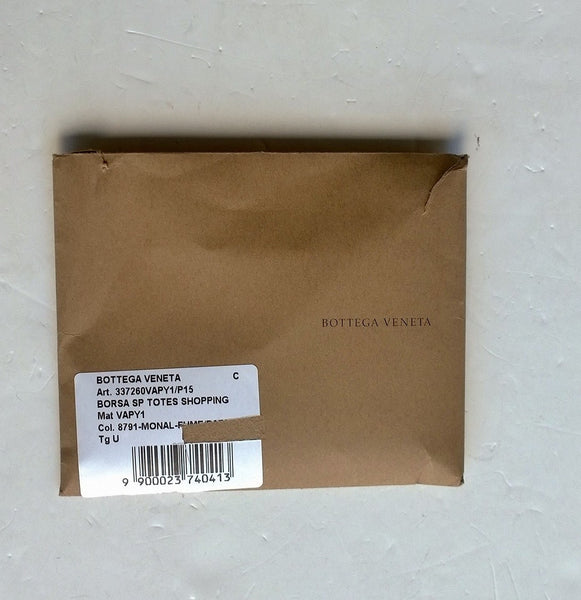 BOTTEGA VENETA
BOTTEGA VENETA C
Art. 337260VAPY1/P15
BORSA SP TOTES SHOPPING
Mat VAPY1
Col. 8791-MONAL-
Tg U
9 900023 740413